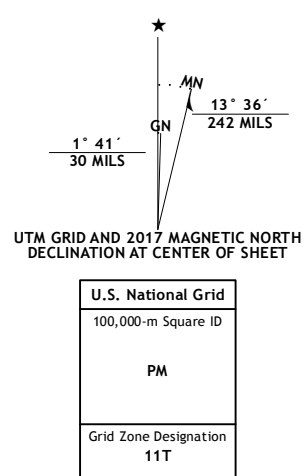 ★
MN
GN
13° 36´
242 MILS
1° 41´
30 MILS
UTM GRID AND 2017 MAGNETIC NORTH
DECLINATION AT CENTER OF SHEET
U.S. National Grid
100,000-m Square ID
PM
Grid Zone Designation
11T